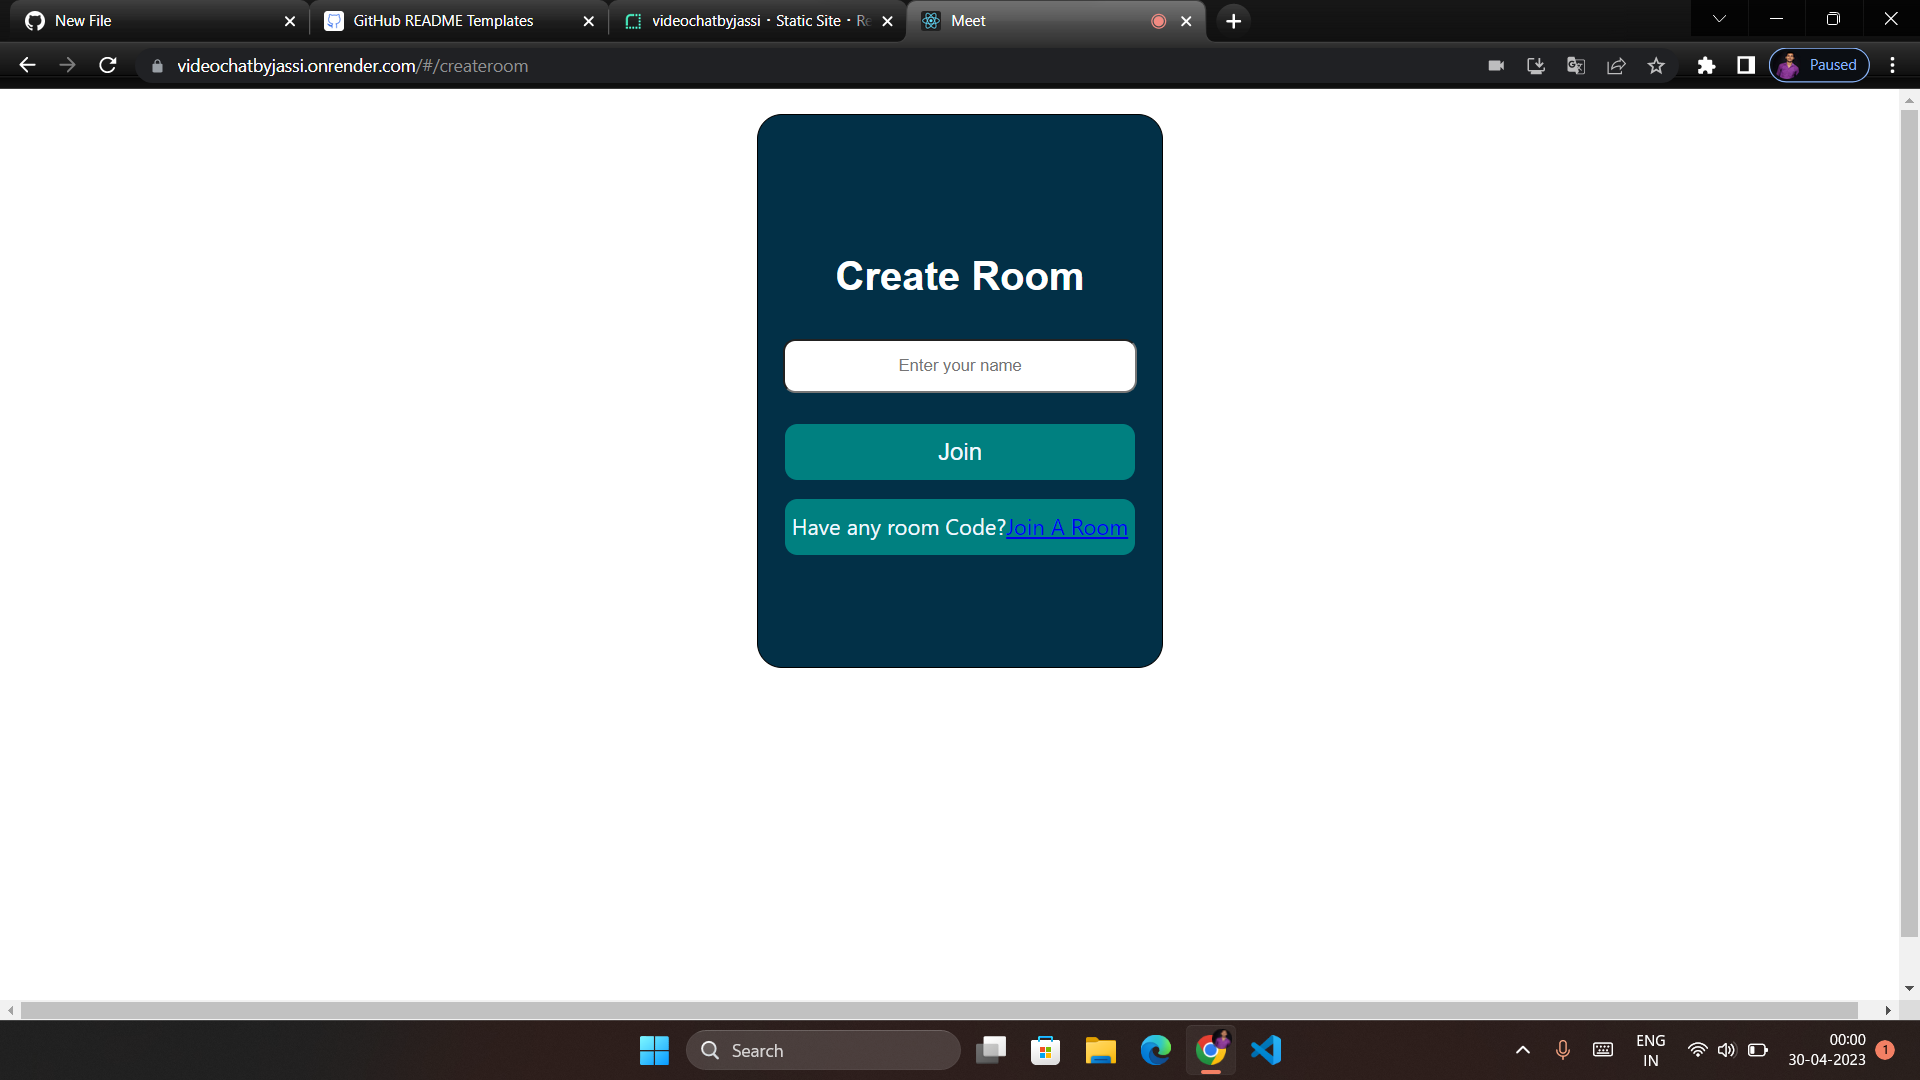 New File
GitHub README Templates
videochatbyjassi · Static Site · Re
Meet
videochatbyjassi.onrender.com/#/createroom
Paused
Create Room
Enter your name
Join
Have any room Code?Join A Room
Search
ENG
IN
00:00
30-04-2023
1